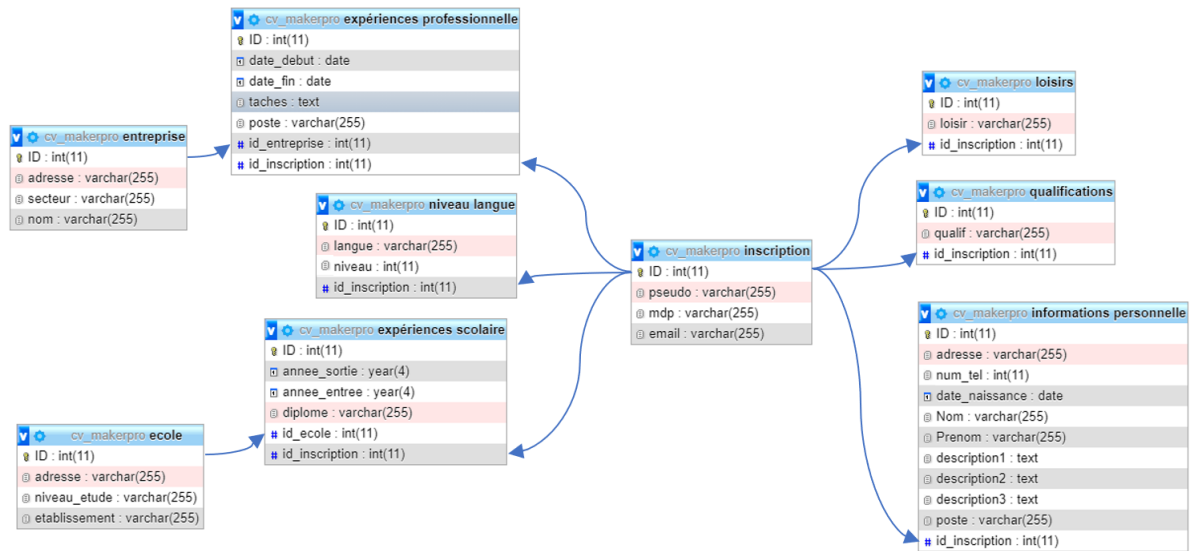 cv_makerpro expériences professionnelle
ID : int(11)
date_debut : date
date_fin : date
taches : text
poste : varchar(255)
id_entreprise : int(11)
id_inscription : int(11)
cv_makerpro entreprise
ID : int(11)
adresse : varchar(255)
secteur : varchar(255)
nom : varchar(255)
cv_makerpro niveau langue
ID : int(11)
langue : varchar(255)
niveau : int(11)
id_inscription : int(11)
cv_makerpro expériences scolaire
ID : int(11)
annee_sortie : year(4)
annee_entree : year(4)
diplome : varchar(255)
id_ecole : int(11)
id_inscription : int(11)
cv_makerpro ecole
ID : int(11)
adresse : varchar(255)
niveau_etude : varchar(255)
etablissement : varchar(255)
cv_makerpro inscription
ID : int(11)
pseudo : varchar(255)
mdp : varchar(255)
email : varchar(255)
cv_makerpro loisirs
ID : int(11)
loisir : varchar(255)
id_inscription : int(11)
cv_makerpro qualifications
ID : int(11)
qualif : varchar(255)
id_inscription : int(11)
cv_makerpro informations personnelle
ID : int(11)
adresse : varchar(255)
num_tel : int(11)
date_naissance : date
Nom : varchar(255)
Prenom : varchar(255)
description1 : text
description2 : text
description3 : text
poste : varchar(255)
id_inscription : int(11)